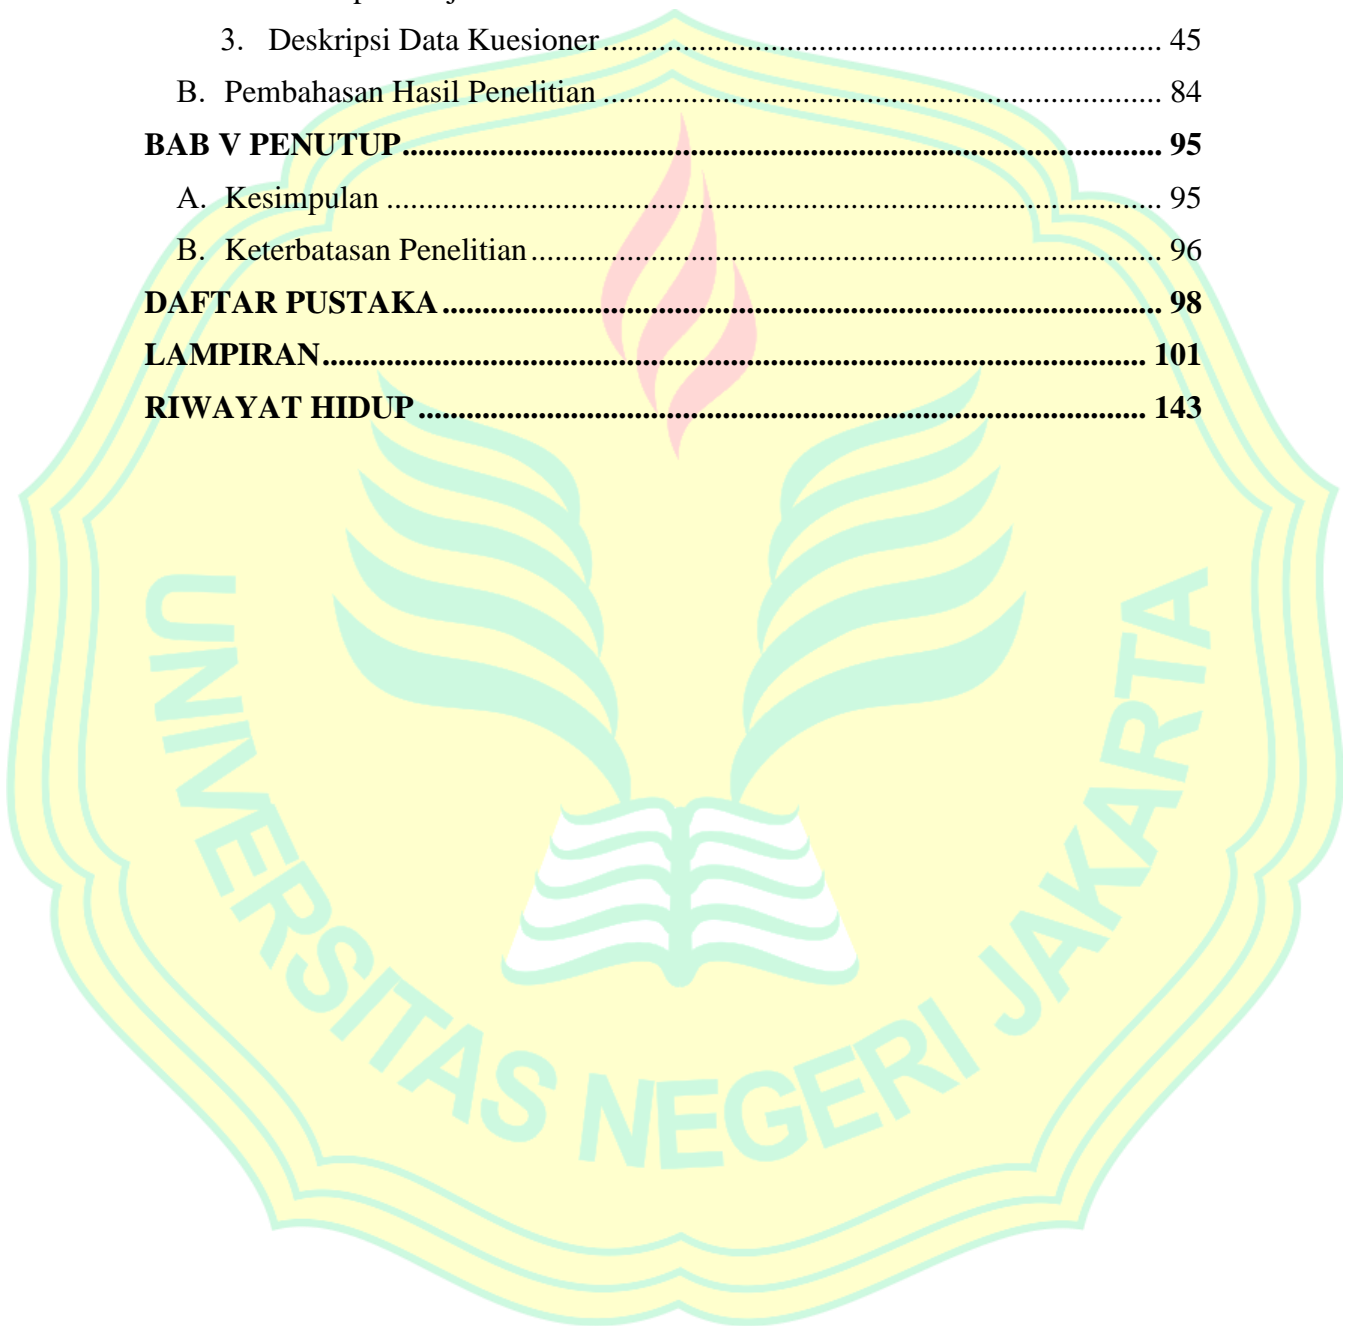 3. Deskripsi Data Kuesioner ........................................................................ 45
B. Pembahasan Hasil Penelitian ........................................................................ 84
BAB V PENUTUP ........................................................................ 95
A. Kesimpulan ........................................................................ 95
B. Keterbatasan Penelitian ........................................................................ 96
DAFTAR PUSTAKA ........................................................................ 98
LAMPIRAN ........................................................................ 101
RIWAYAT HIDUP ........................................................................ 143
UNIVERSITAS NEGERI JAKARTA